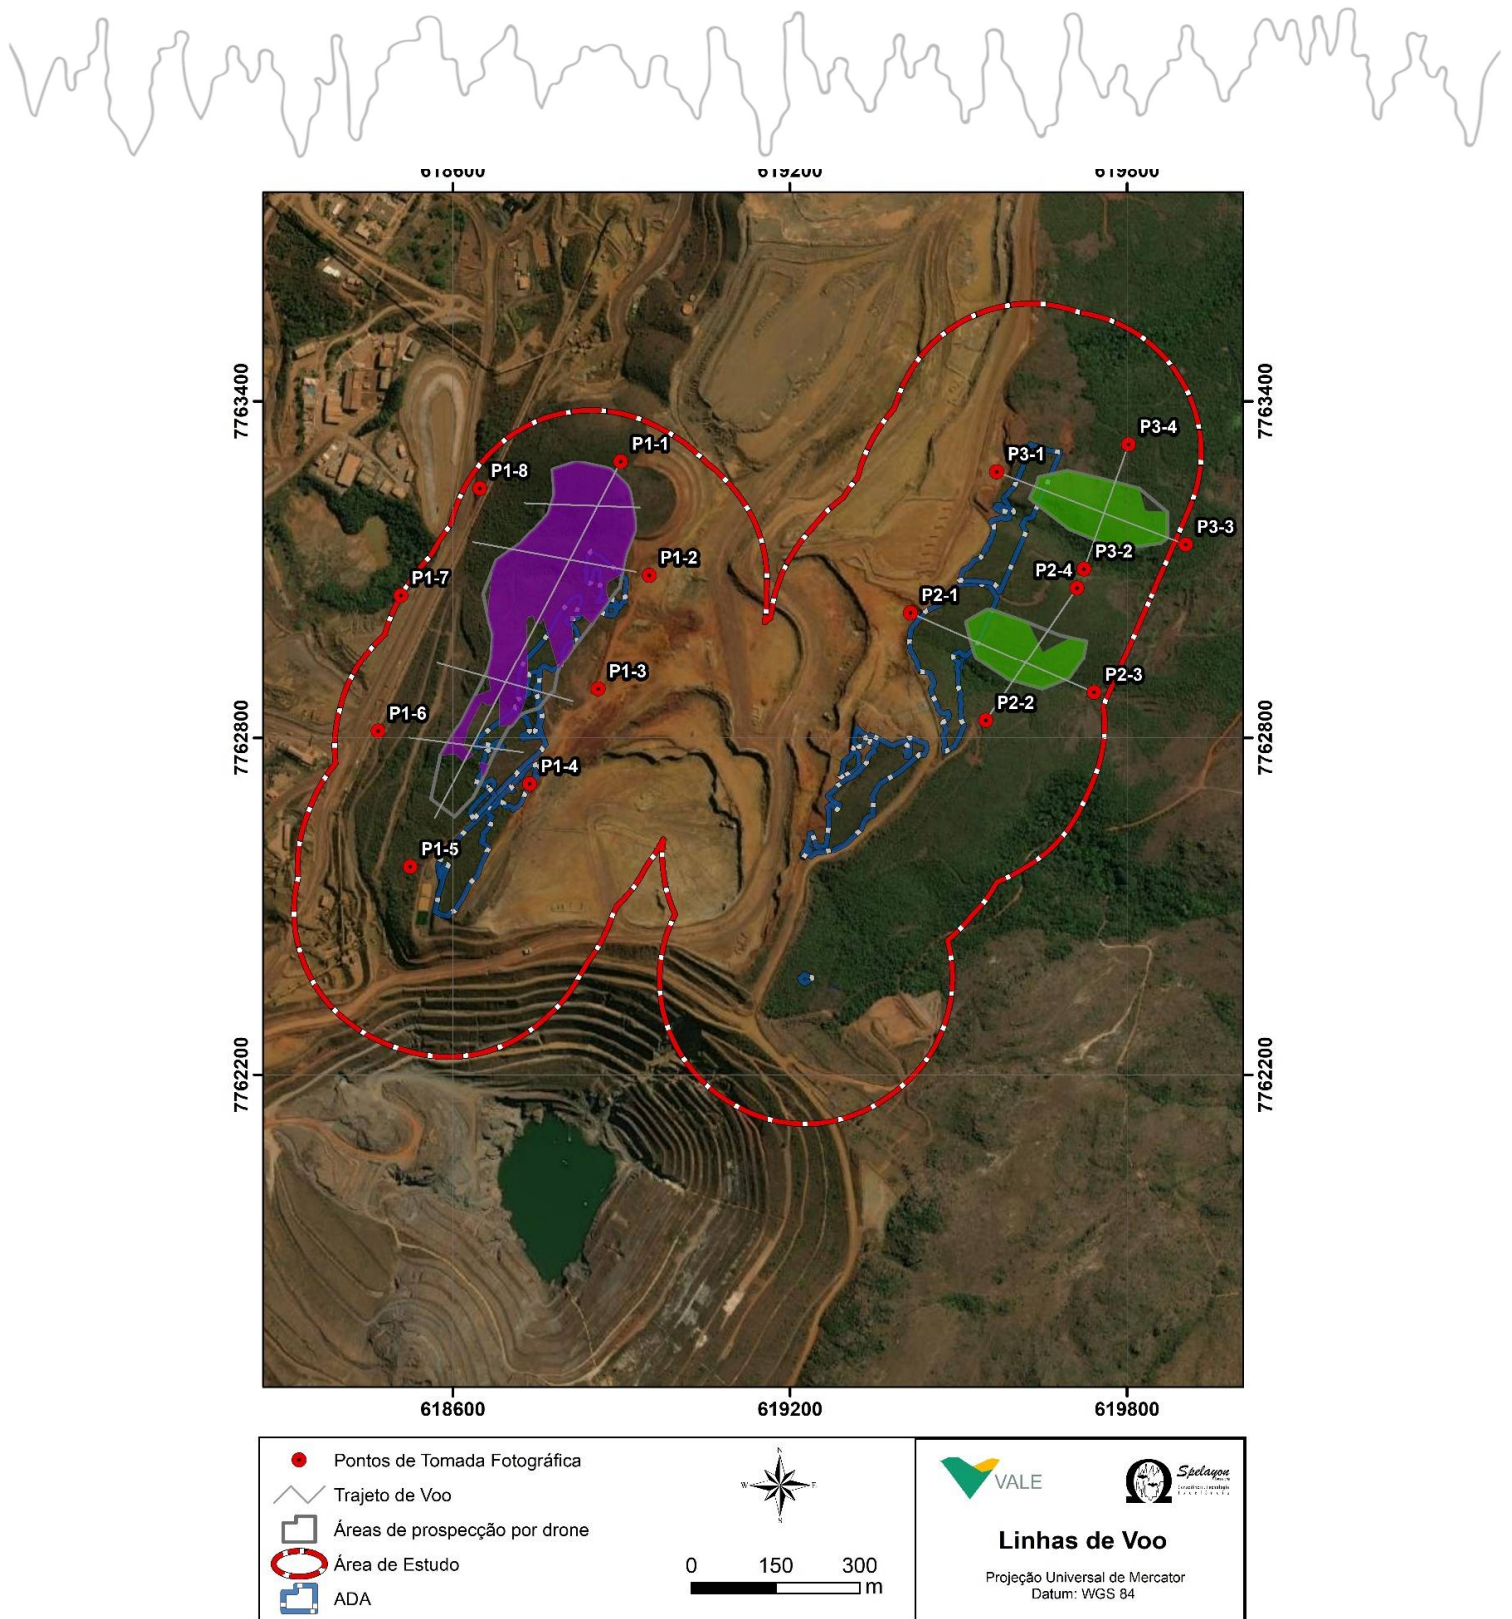 618600 619200 619800
7763400 7763400
P3-4
P3-1
P1-1
P1-8
P3-3
P3-2
P1-2
P2-4
P1-7
P2-1
P1-3
P2-3
P1-6
P2-2
7762800 7762800
P1-4
P1-5
7762200 7762200
618600 619200 619800
Pontos de Tomada Fotográfica
Trajeto de Voo
Áreas de prospecção por drone
Área de Estudo
ADA
N
W E
S
0 150 300
m
VALE
Spelayon
Linhas de Voo
Projeção Universal de Mercator
Datum: WGS 84